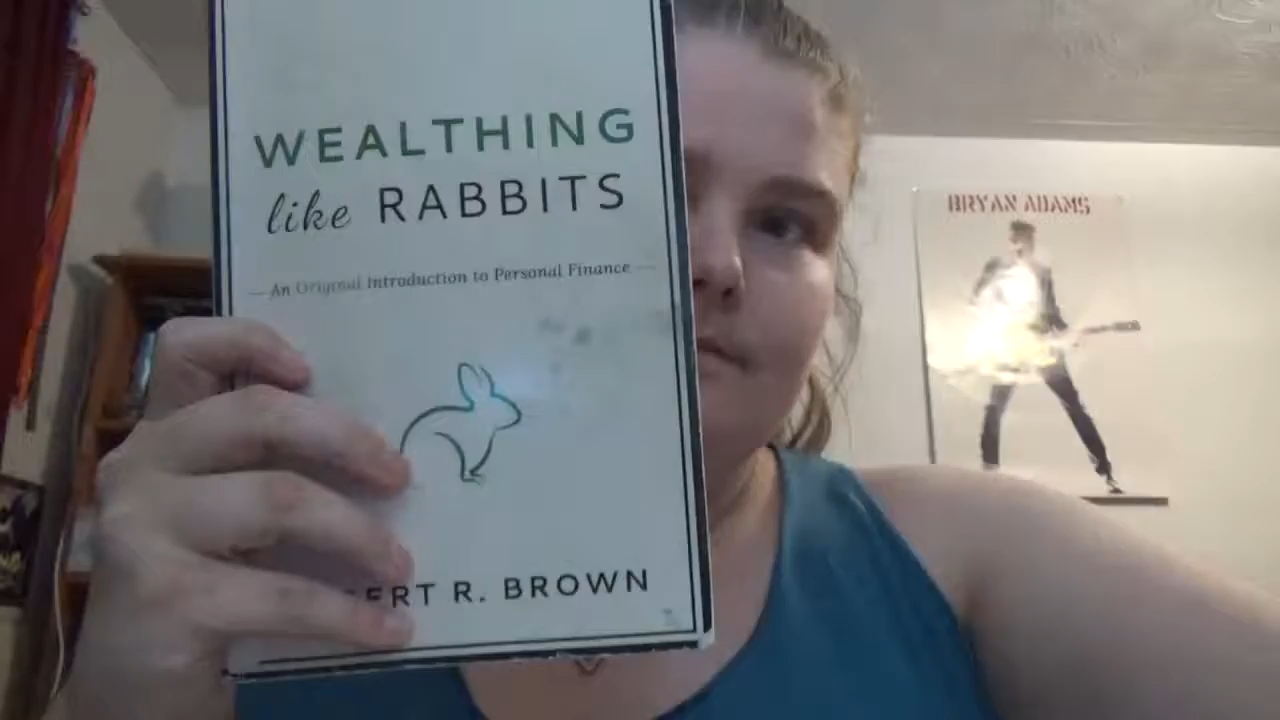 WEALTHING
like RABBITS
An Original Introduction to Personal Finance
ERT R. BROWN
BRYAN ADAMS